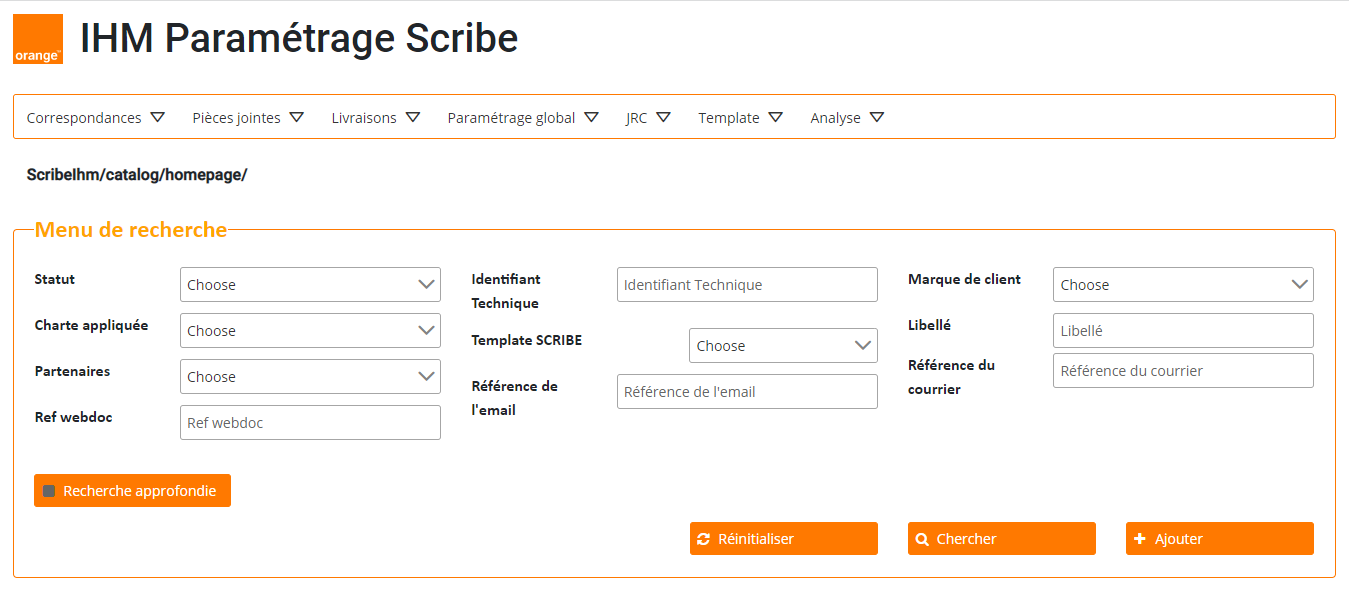 orange™
IHM Paramétrage Scribe
Correspondances Pièces jointes Livraisons Paramétrage global JRC Template Analyse
ScribeIhm/catalog/homepage/
Menu de recherche
Statut Choose
Charte appliquée Choose
Partenaires Choose
Ref webdoc Ref webdoc
Identifiant
Technique
Identifiant Technique
Template SCRIBE Choose
Référence de
l'email
Référence de l'email
Marque de client Choose
Libellé Libellé
Référence du
courrier
Référence du courrier
Recherche approfondie
Réinitialiser Chercher Ajouter